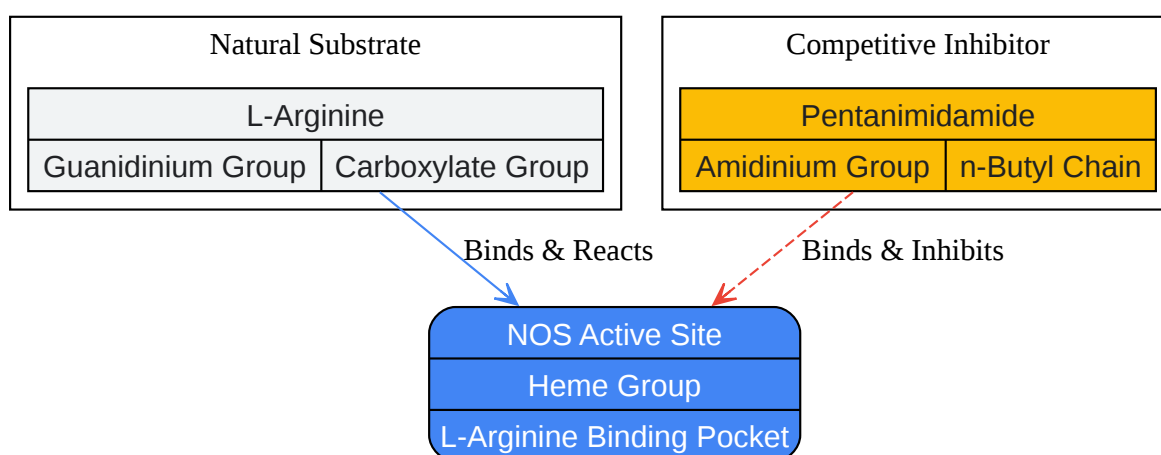 Natural Substrate
L-Arginine
Guanidinium Group
Carboxylate Group
Competitive Inhibitor
Pentanimidamide
Amidinium Group
n-Butyl Chain
Binds & Reacts
Binds & Inhibits
NOS Active Site
Heme Group
L-Arginine Binding Pocket